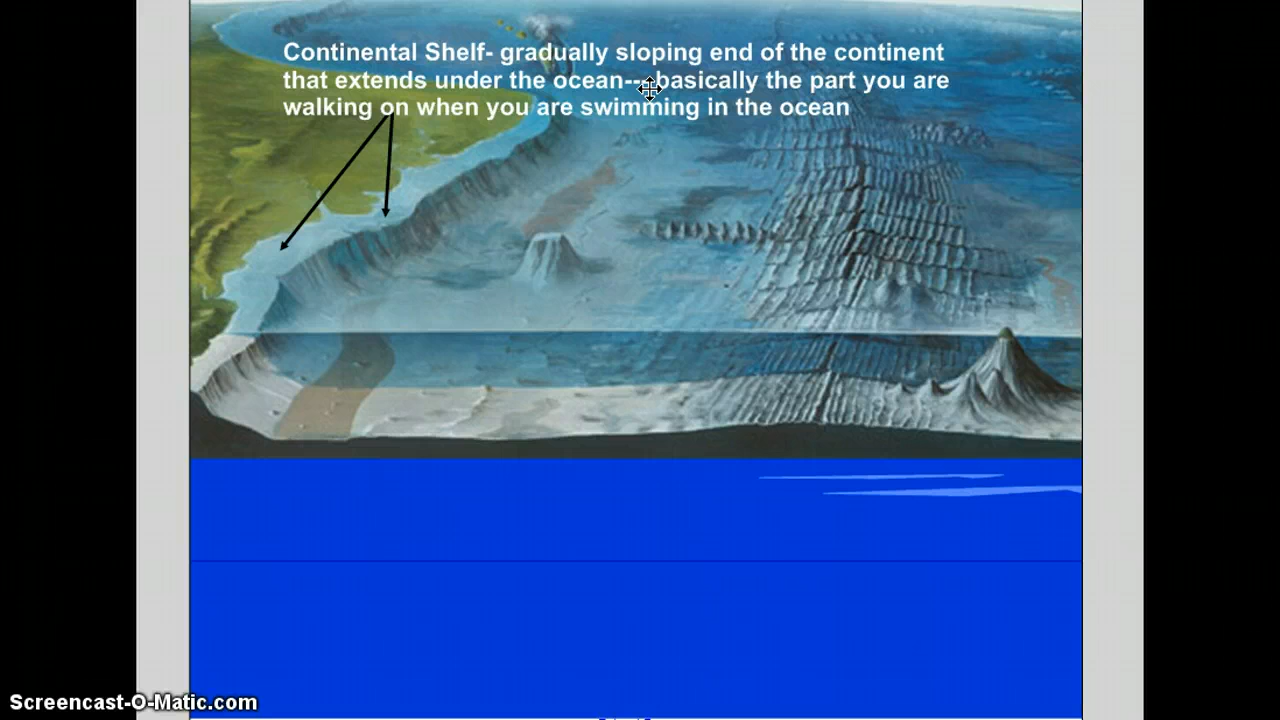 Continental Shelf- gradually sloping end of the continent
that extends under the ocean---basically the part you are
walking on when you are swimming in the ocean
Screencast-O-Matic.com